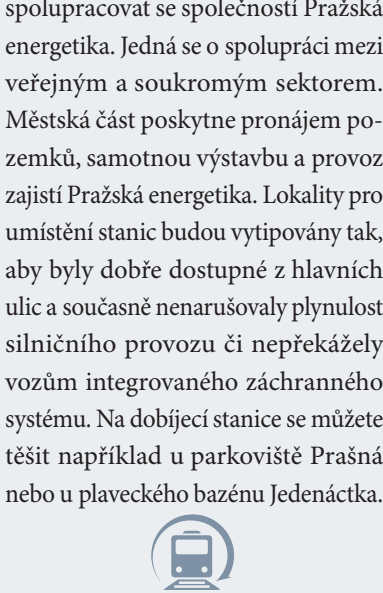 spolupracovat se společností Pražská
energetika. Jedná se o spolupráci mezi
veřejným a soukromým sektorem.
Městská část poskytne pronájem po-
zemků, samotnou výstavbu a provoz
zajistí Pražská energetika. Lokality pro
umístění stanic budou vytipovány tak,
aby byly dobře dostupné z hlavních
ulic a současně nenarušovaly plynulost
silničního provozu či nepřekážely
vozům integrovaného záchranného
systému. Na dobíjecí stanice se můžete
těšit například u parkoviště Prašná
nebo u plaveckého bazénu Jedenáctka.